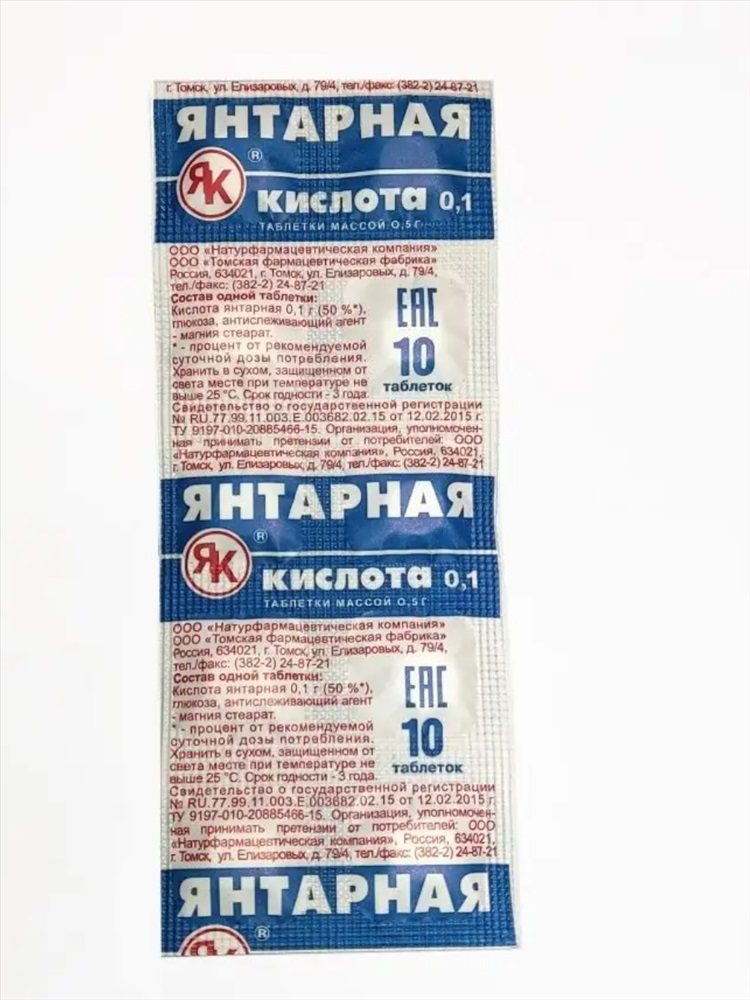 г. Томск, ул. Елизаровых, д. 79/4, тел./факс: (382-2) 24-87-21
ЯНТАРНАЯ
ЯК ®
КИСЛОТА 0,1
ТАБЛЕТКИ МАССОЙ 0,5 Г
ООО «Натурфармацевтическая компания»
ООО «Томская фармацевтическая фабрика»
Россия, 634021, г. Томск, ул. Елизаровых, д. 79/4,
тел./факс: (382-2) 24-87-21
Состав одной таблетки:
Кислота янтарная 0,1 г (50 %*),
глюкоза, антислеживающий агент
- магния стеарат.
* - процент от рекомендуемой
суточной дозы потребления.
Хранить в сухом, защищенном от
света месте при температуре не
выше 25 °С. Срок годности - 3 года.
EAC
10
таблеток
Свидетельство о государственной регистрации
№ RU.77.99.11.003.Е.003682.02.15 от 12.02.2015 г.
ТУ 9197-010-20885466-15. Организация, уполномочен-
ная принимать претензии от потребителей: ООО
«Натурфармацевтическая компания», Россия, 634021,
г. Томск, ул. Елизаровых, д. 79/4, тел./факс: (382-2) 24-87-21
ЯНТАРНАЯ
ЯК ®
КИСЛОТА 0,1
ТАБЛЕТКИ МАССОЙ 0,5 Г
ООО «Натурфармацевтическая компания»
ООО «Томская фармацевтическая фабрика»
Россия, 634021, г. Томск, ул. Елизаровых, д. 79/4,
тел./факс: (382-2) 24-87-21
Состав одной таблетки:
Кислота янтарная 0,1 г (50 %*),
глюкоза, антислеживающий агент
- магния стеарат.
* - процент от рекомендуемой
суточной дозы потребления.
Хранить в сухом, защищенном от
света месте при температуре не
выше 25 °С. Срок годности - 3 года.
EAC
10
таблеток
Свидетельство о государственной регистрации
№ RU.77.99.11.003.Е.003682.02.15 от 12.02.2015 г.
ТУ 9197-010-20885466-15. Организация, уполномочен-
ная принимать претензии от потребителей: ООО
«Натурфармацевтическая компания», Россия, 634021,
г. Томск, ул. Елизаровых, д. 79/4, тел./факс: (382-2) 24-87-21
ЯНТАРНАЯ
ЯК ®